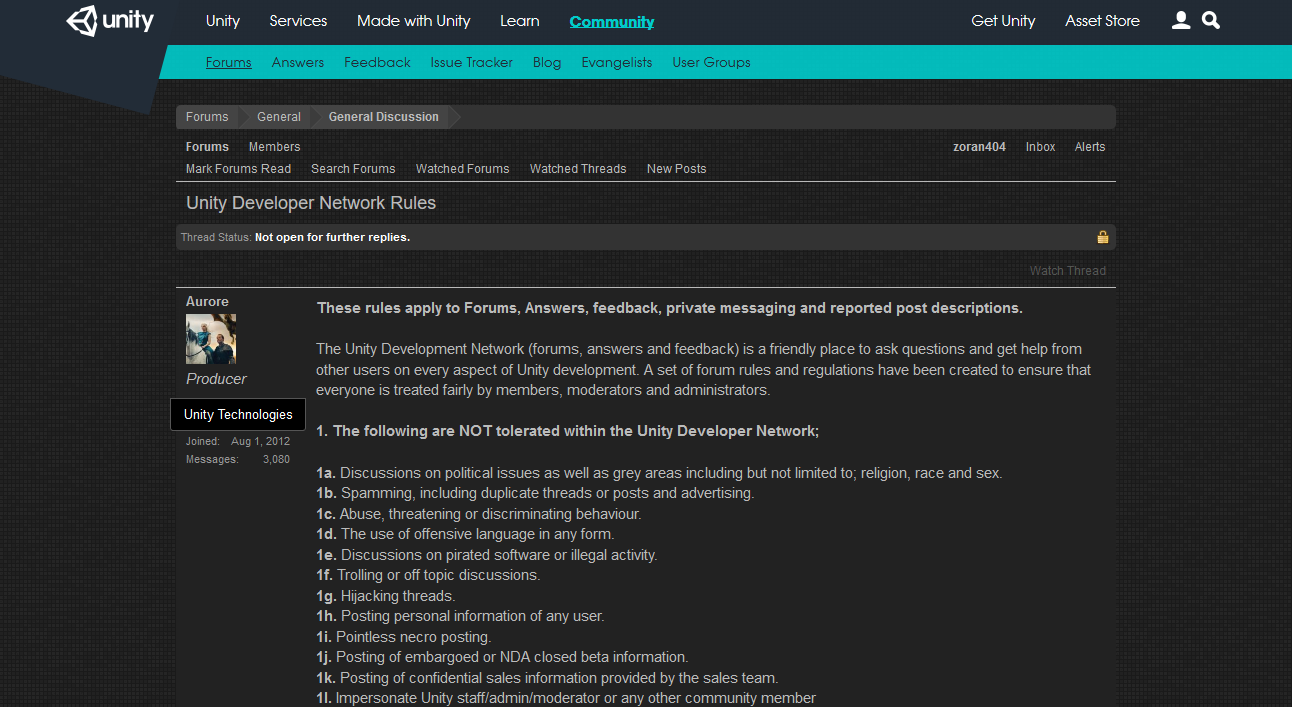 unity
Unity Services Made with Unity Learn Community Get Unity Asset Store
Forums Answers Feedback Issue Tracker Blog Evangelists User Groups
Forums General General Discussion
Forums Members zoran404 Inbox Alerts
Mark Forums Read Search Forums Watched Forums Watched Threads New Posts
Unity Developer Network Rules
Thread Status: Not open for further replies.
Watch Thread
Aurore
Producer
Unity Technologies
Joined: Aug 1, 2012
Messages: 3,080
These rules apply to Forums, Answers, feedback, private messaging and reported post descriptions.
The Unity Development Network (forums, answers and feedback) is a friendly place to ask questions and get help from
other users on every aspect of Unity development. A set of forum rules and regulations have been created to ensure that
everyone is treated fairly by members, moderators and administrators.
1. The following are NOT tolerated within the Unity Developer Network;
1a. Discussions on political issues as well as grey areas including but not limited to; religion, race and sex.
1b. Spamming, including duplicate threads or posts and advertising.
1c. Abuse, threatening or discriminating behaviour.
1d. The use of offensive language in any form.
1e. Discussions on pirated software or illegal activity.
1f. Trolling or off topic discussions.
1g. Hijacking threads.
1h. Posting personal information of any user.
1i. Pointless necro posting.
1j. Posting of embargoed or NDA closed beta information.
1k. Posting of confidential sales information provided by the sales team.
1l. Impersonate Unity staff/admin/moderator or any other community member